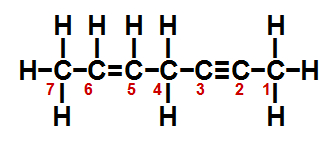 H H H H H
H-C-C=C-C-C≡C-C-H
7 6 5 4 3 2 1
H H H